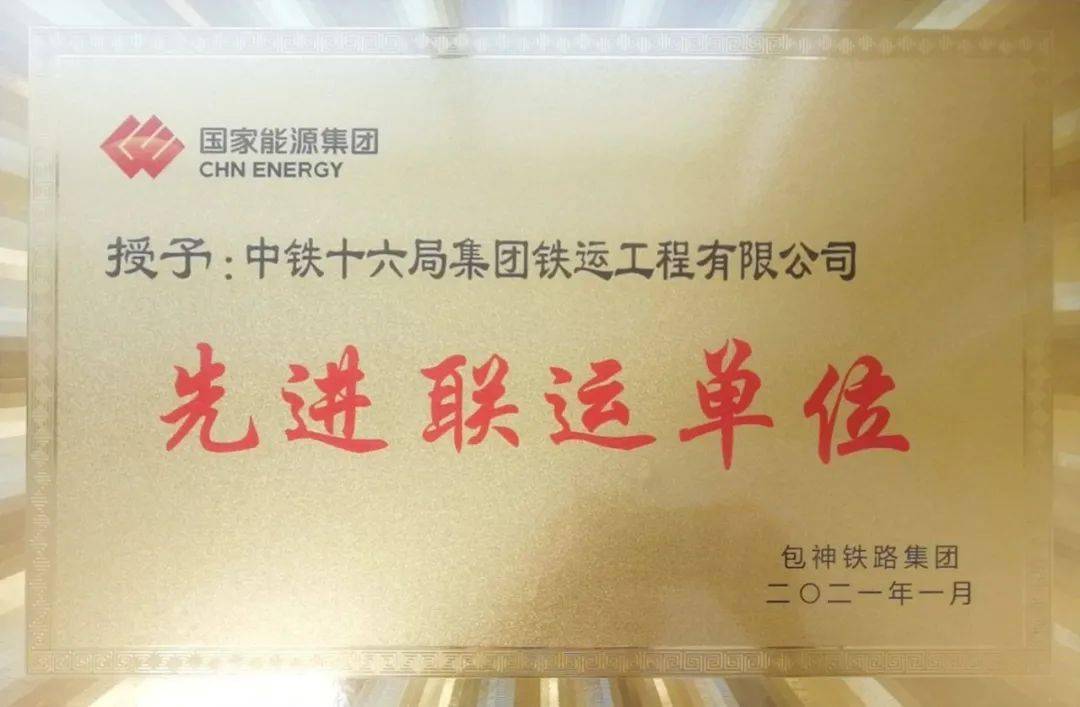 国家能源集团
CHN ENERGY
授予:中铁十六局集团铁运工程有限公司
先进联运单位
包神铁路集团
二〇二一年一月